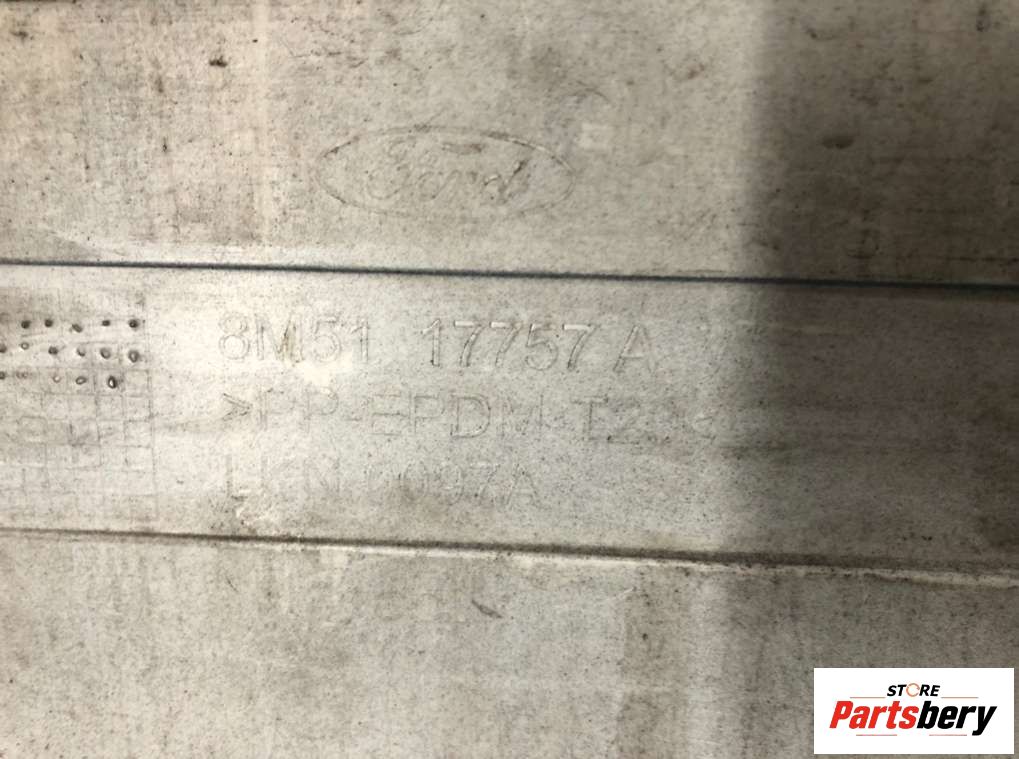 Ford
8M51 17757 A
>PP-EPDM-T20<
STORE
Partsbery